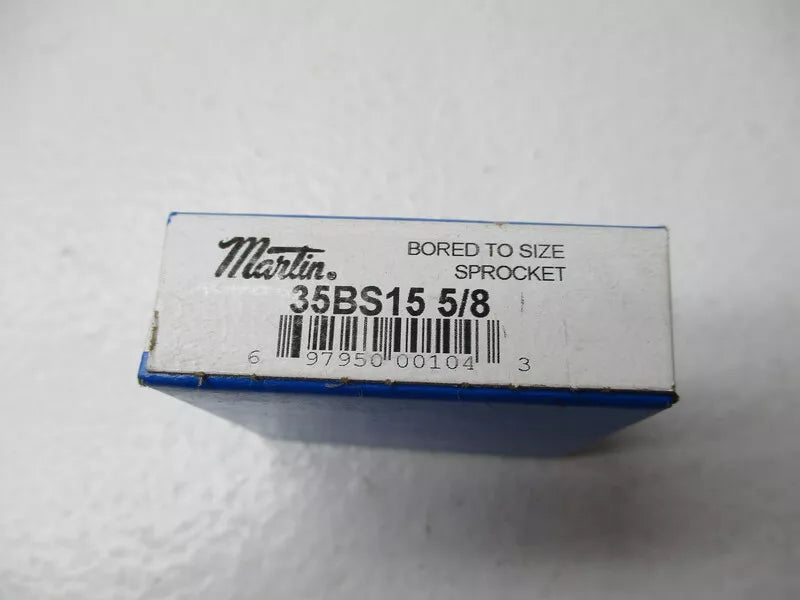 Martin®
BORED TO SIZE
SPROCKET
35BS15 5/8
6 97950 00104 3